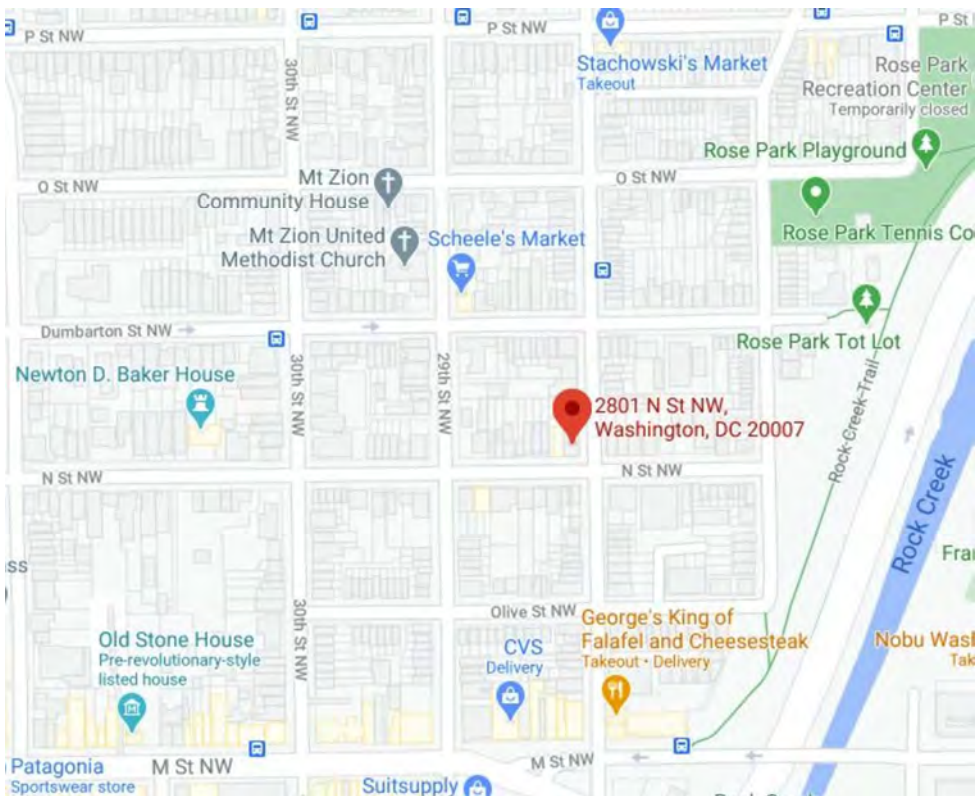 P St NW
P St NW
P St
Stachowski's Market
Takeout
Rose Park
Recreation Center
Temporarily closed
30th St NW
Rose Park Playground
O St NW
Mt Zion
Community House
O St NW
Mt Zion United
Methodist Church
Scheele's Market
Rose Park Tennis Co
Dumbarton St NW
Rose Park Tot Lot
30th St NW
29th St NW
Newton D. Baker House
2801 N St NW,
Washington, DC 20007
Rock Creek Trail
N St NW
N St NW
Rock Creek
Fran
ss
Olive St NW
30th St NW
George's King of
Falafel and Cheesesteak
Takeout • Delivery
Old Stone House
Pre-revolutionary-style
listed house
CVS
Delivery
Nobu Wash
Tak
Patagonia
Sportswear store
M St NW
M St NW
Suitsupply